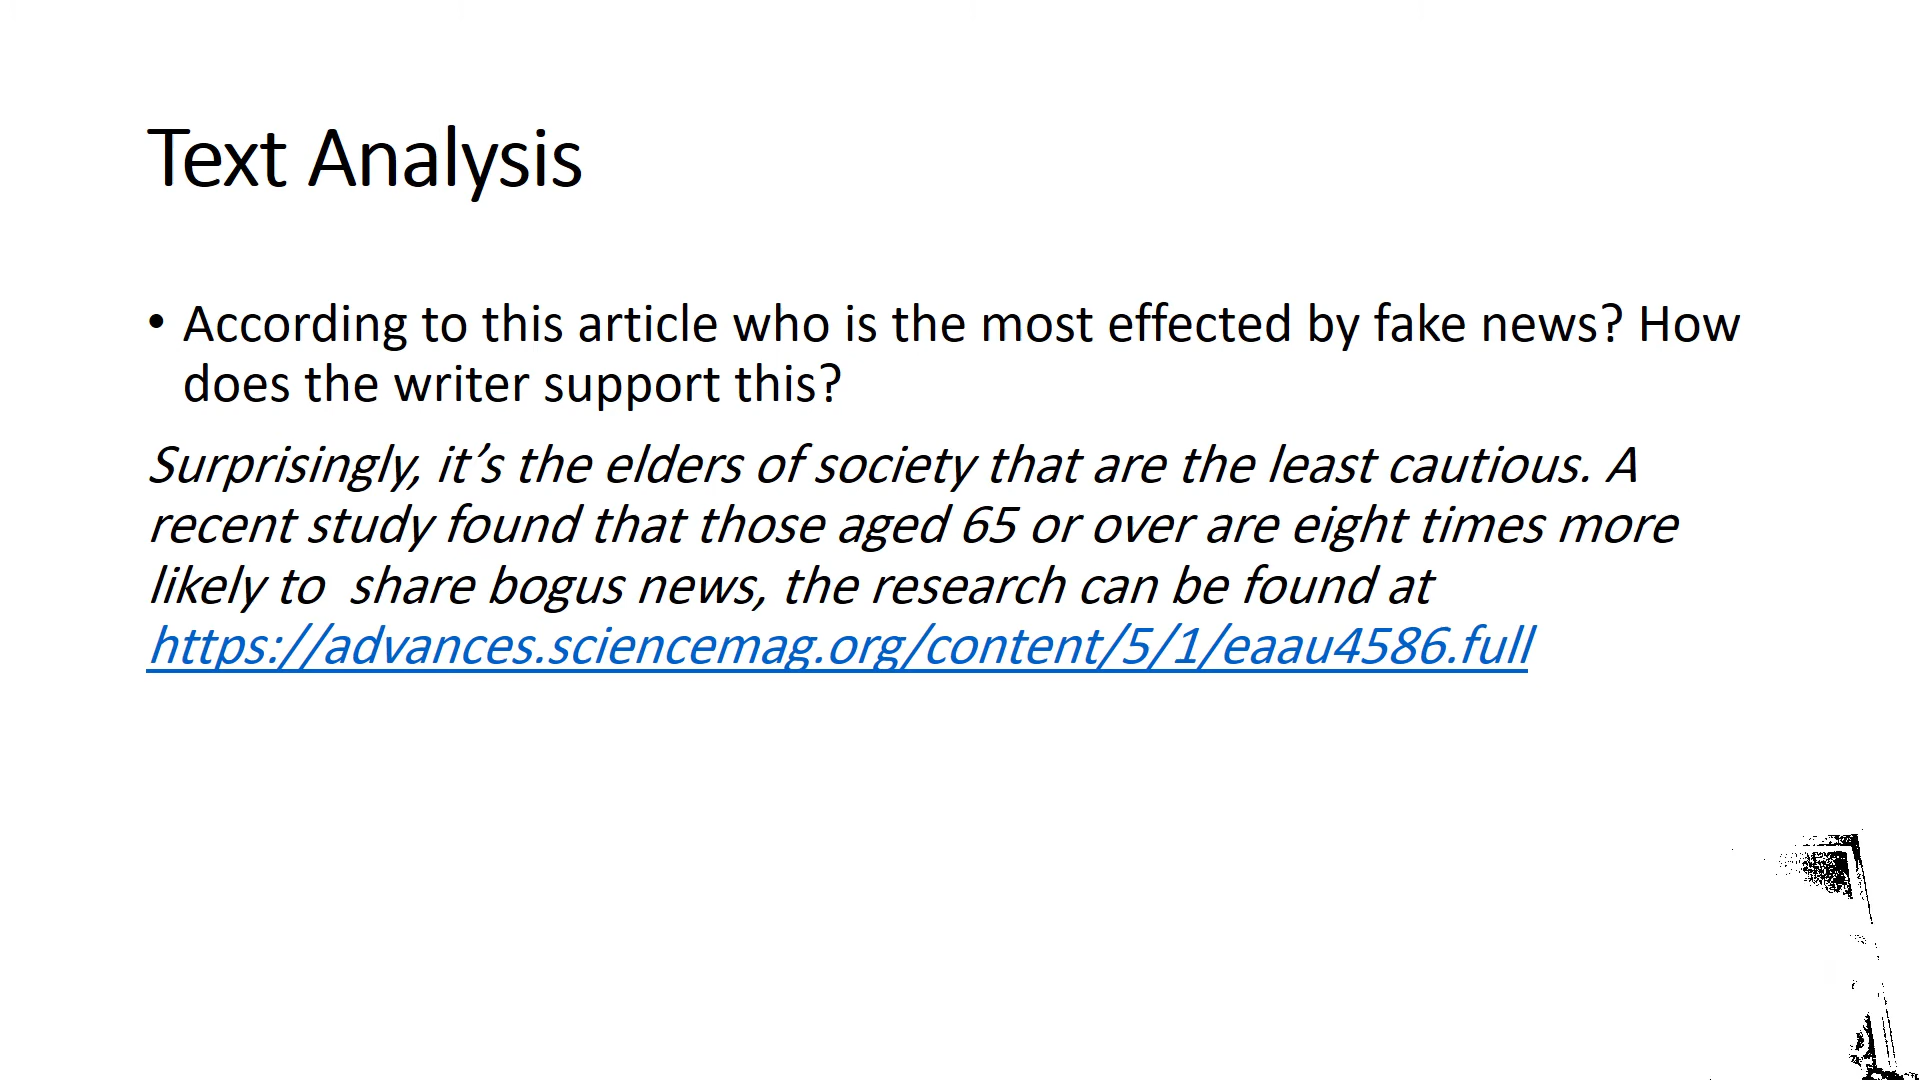 Text Analysis
• According to this article who is the most effected by fake news? How
does the writer support this?
Surprisingly, it’s the elders of society that are the least cautious. A
recent study found that those aged 65 or over are eight times more
likely to  share bogus news, the research can be found at
https://advances.sciencemag.org/content/5/1/eaau4586.full